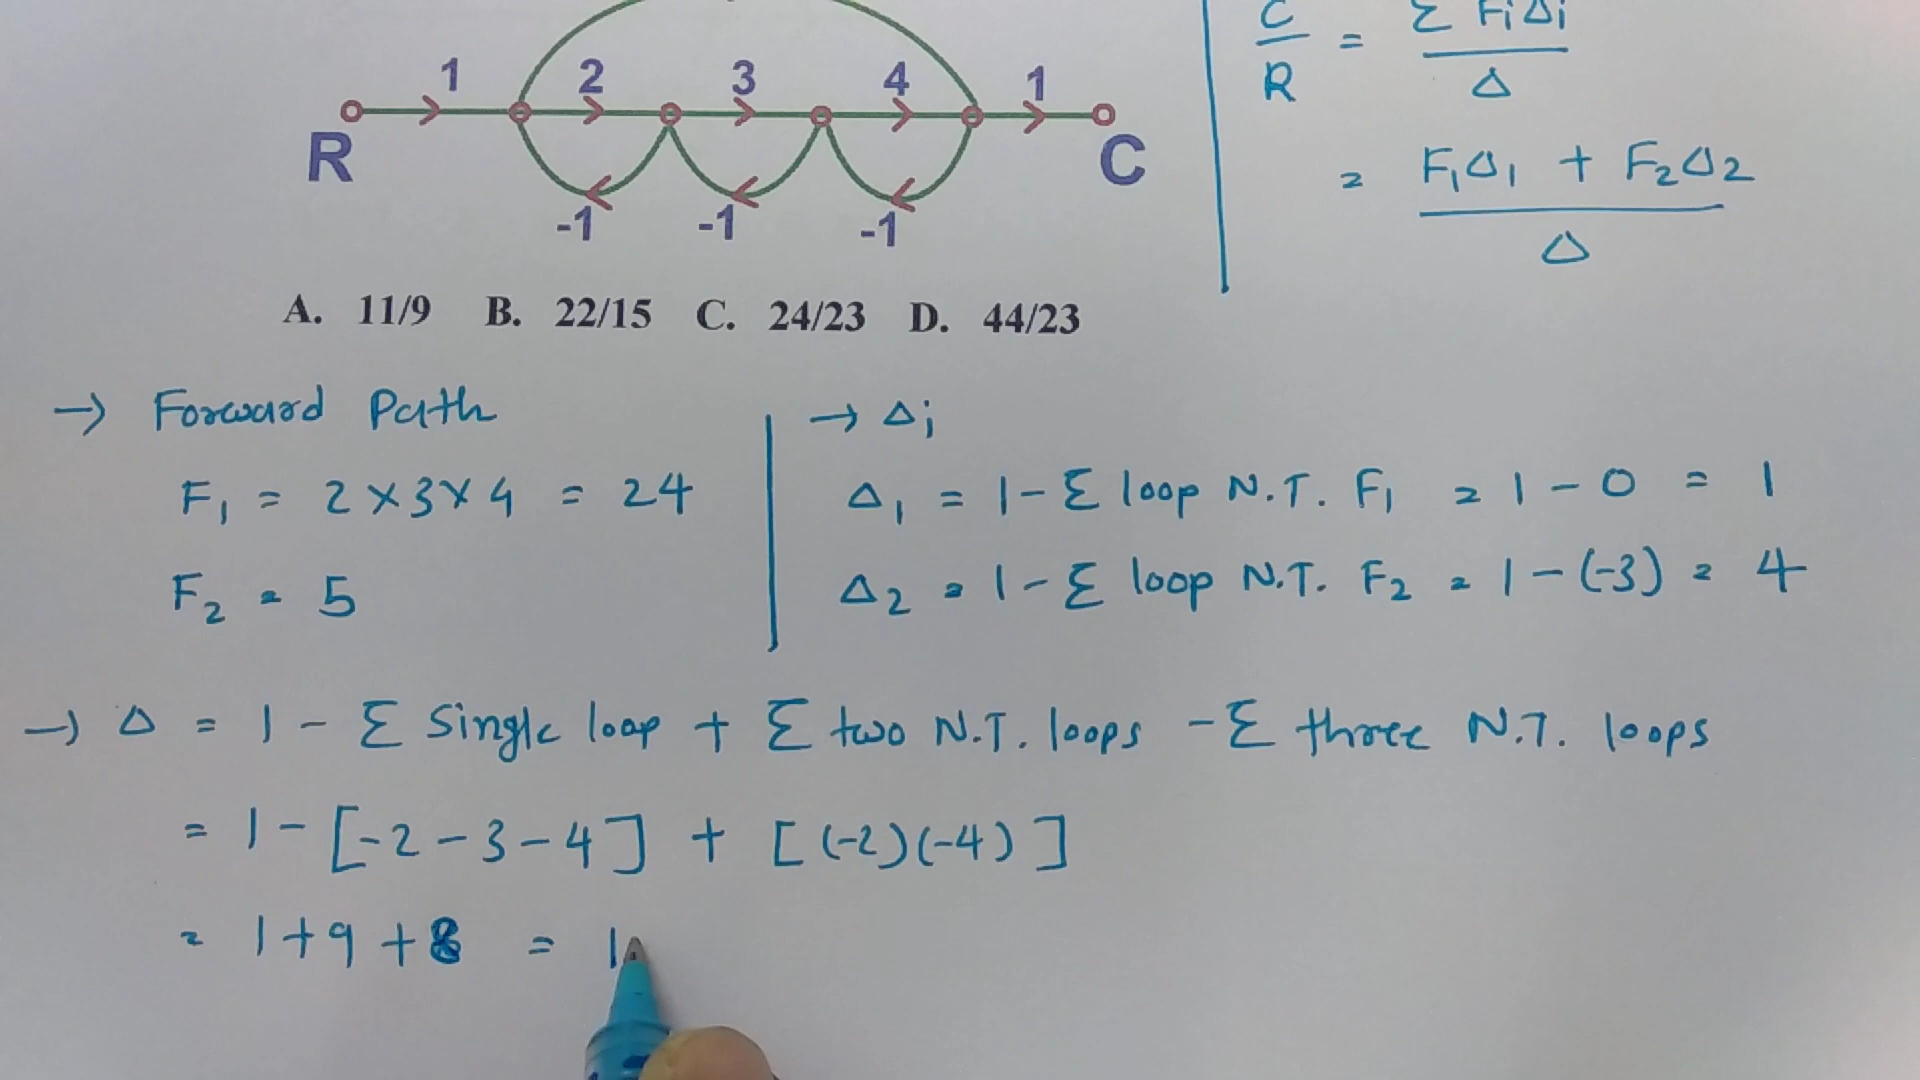 C/R = Σ FiΔi / Δ
1 2 3 4 1
R C
= F₁Δ₁ + F₂Δ₂ / Δ
-1 -1 -1
A. 11/9 B. 22/15 C. 24/23 D. 44/23
→ Forward Path
F₁ = 2×3×4 = 24
F₂ = 5
→ Δi
Δ₁ = 1 - Σ loop N.T. F₁ = 1 - 0 = 1
Δ₂ = 1 - Σ loop N.T. F₂ = 1 - (-3) = 4
→ Δ = 1 - Σ Single loop + Σ two N.T. loops - Σ three N.T. loops
= 1 - [-2-3-4] + [(-2)(-4)]
= 1+9+8 = 1